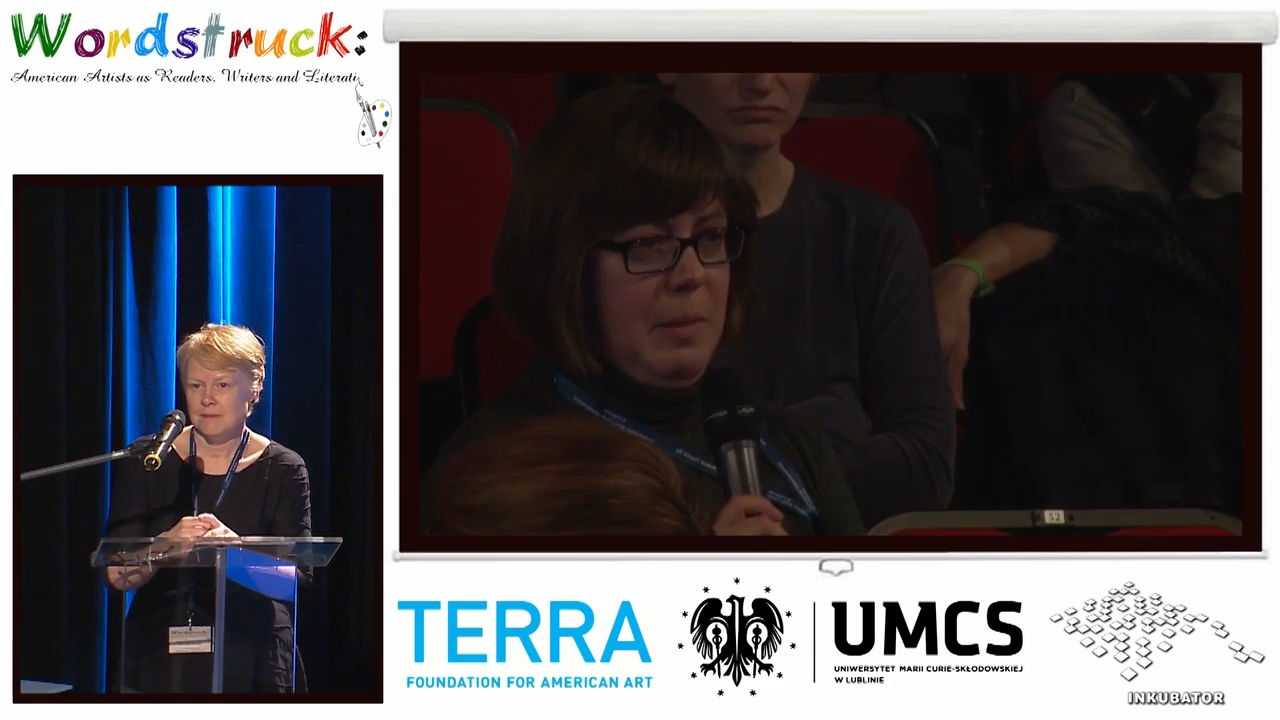 Wordstruck:
American Artists as Readers, Writers and Literati
52
TERRA
FOUNDATION FOR AMERICAN ART
UMCS
UNIWERSYTET MARII CURIE-SKŁODOWSKIEJ
W LUBLINIE
INKUBATOR